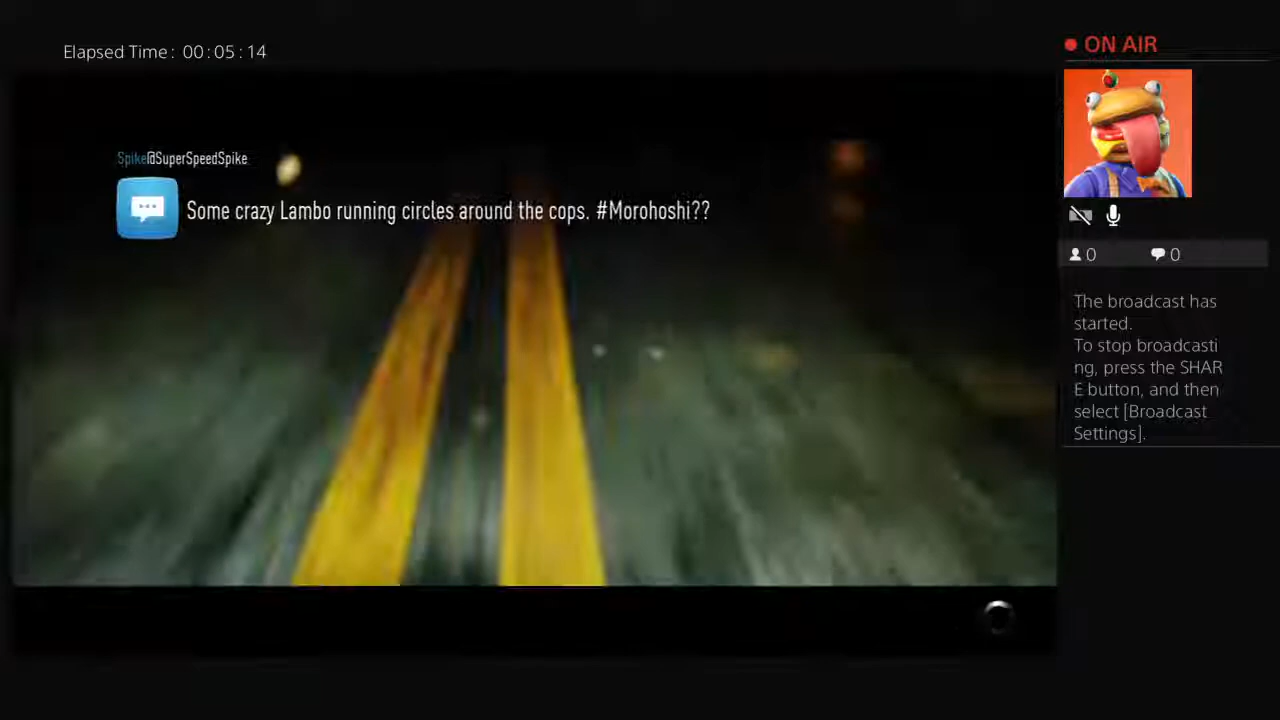 Elapsed Time: 00:05:14
ON AIR
Spike@SuperSpeedSpike
Some crazy Lambo running circles around the cops. #Morohoshi??
0
0
The broadcast has
started.
To stop broadcasti
ng, press the SHAR
E button, and then
select [Broadcast
Settings].